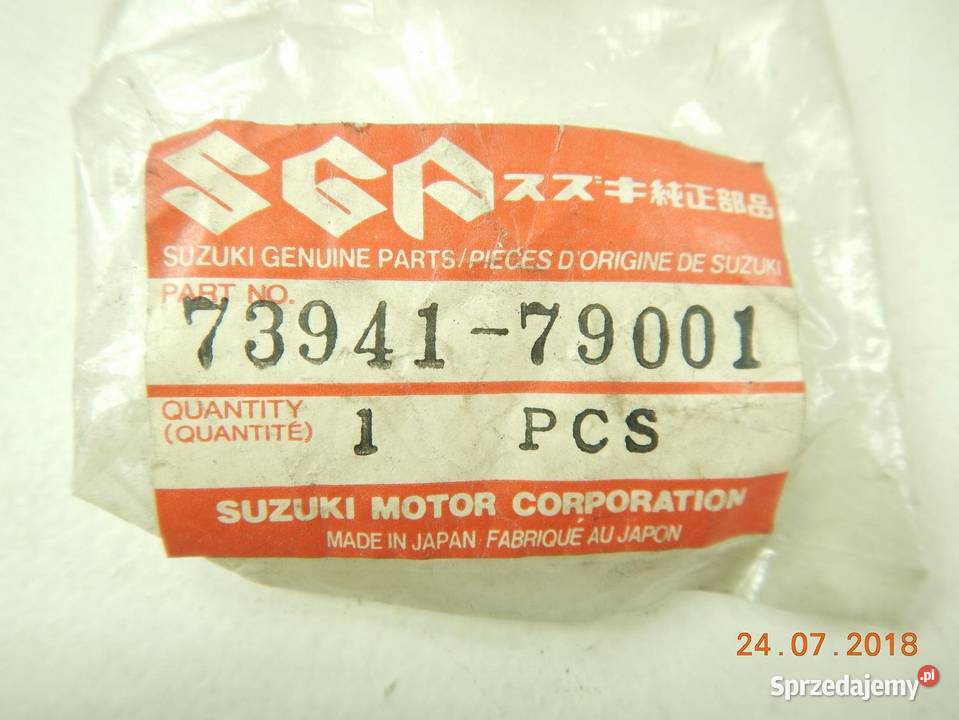 SGP スズキ純正部品
SUZUKI GENUINE PARTS/PIÈCES D'ORIGINE DE SUZUKI
PART NO.
73941-79001
QUANTITY
(QUANTITÉ) 1 PCS
SUZUKI MOTOR CORPORATION
MADE IN JAPAN FABRIQUÉ AU JAPON
24.07.2018
Sprzedajemy.pl